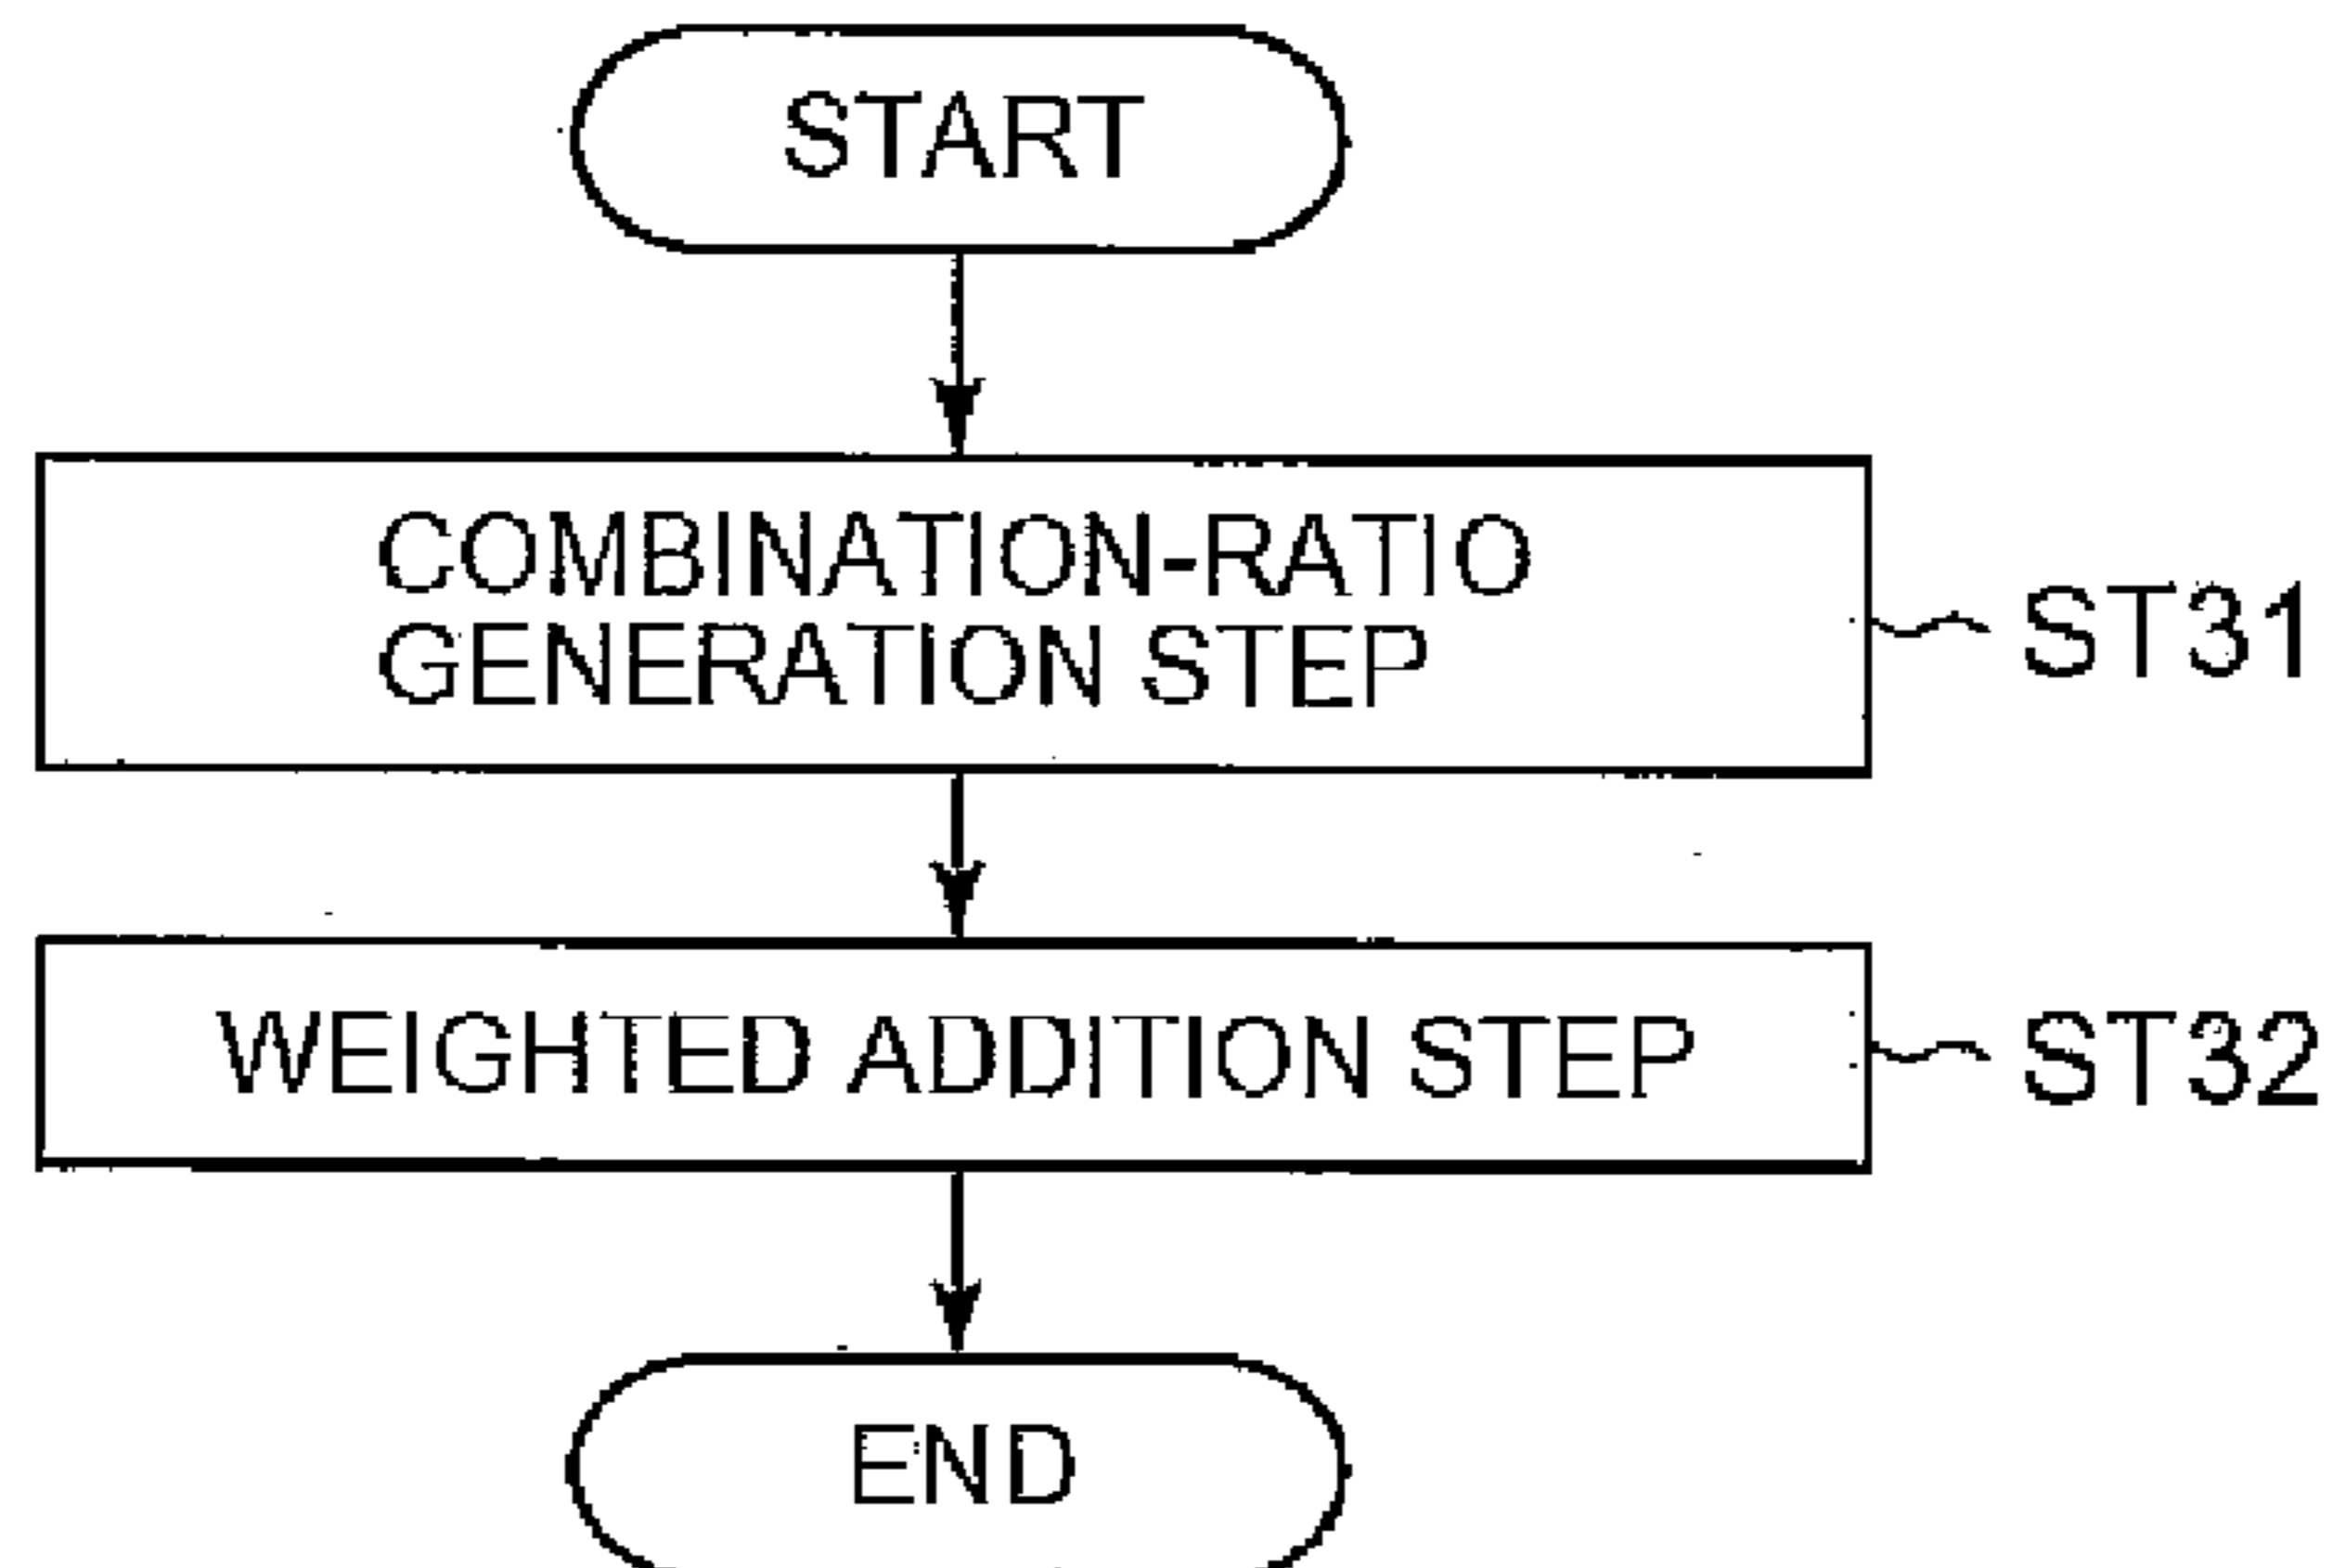 START
COMBINATION-RATIO
GENERATION STEP
ST31
WEIGHTED ADDITION STEP
ST32
END